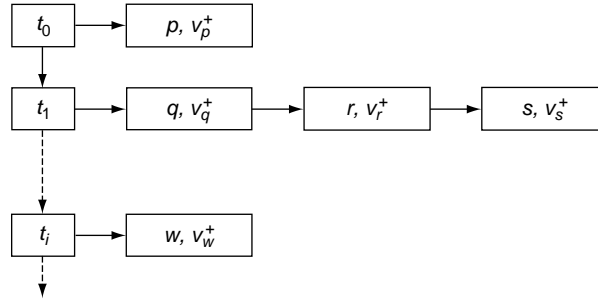 t₀ p, v⁺ₚ
t₁ q, v⁺q r, v⁺ᵣ s, v⁺ₛ
tᵢ w, v⁺w